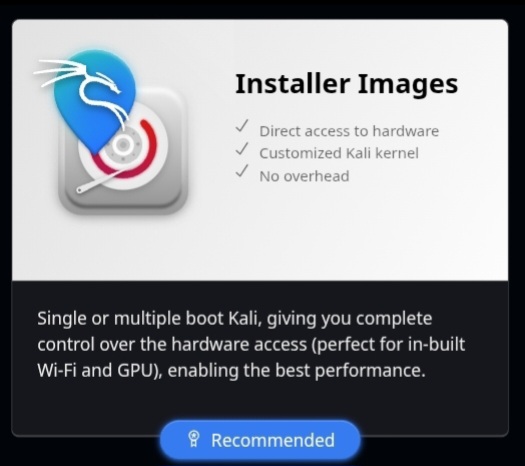 Installer Images
Direct access to hardware
Customized Kali kernel
No overhead
Single or multiple boot Kali, giving you complete
control over the hardware access (perfect for in-built
Wi-Fi and GPU), enabling the best performance.
Recommended